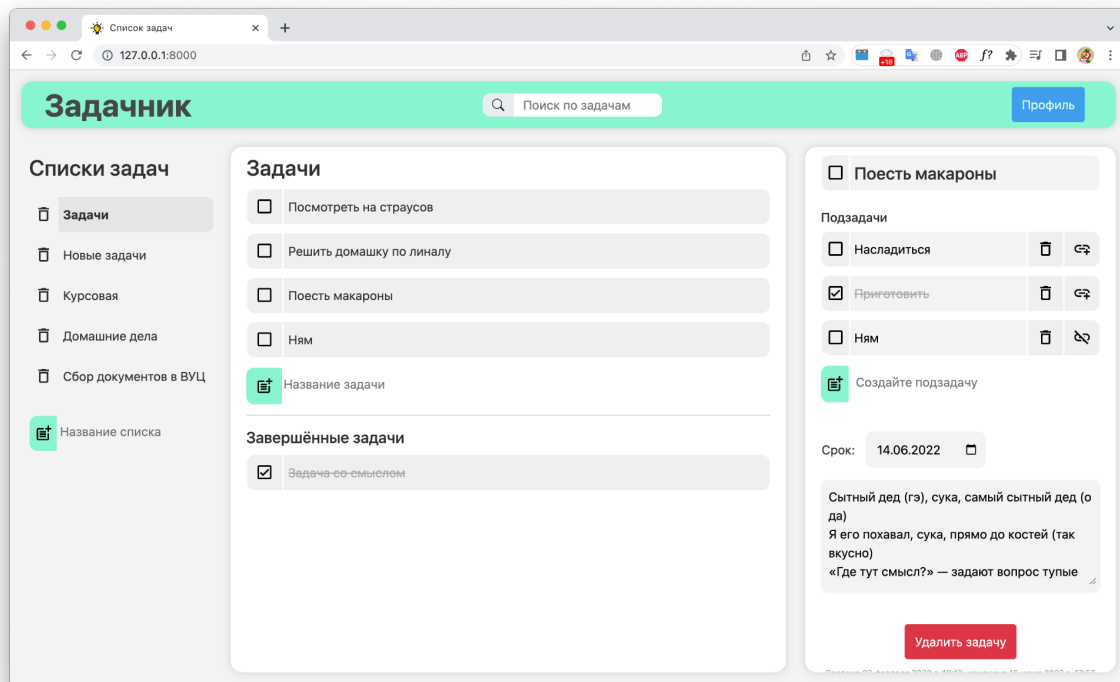 Список задач
127.0.0.1:8000
+18
ABP
f?
Задачник
Поиск по задачам
Профиль
Списки задач
Задачи
Новые задачи
Курсовая
Домашние дела
Сбор документов в ВУЦ
Название списка
Задачи
Посмотреть на страусов
Решить домашку по линалу
Поесть макароны
Ням
Название задачи
Завершённые задачи
Задача со смыслом
Поесть макароны
Подзадачи
Насладиться
Приготовить
Ням
Создайте подзадачу
Срок:
14.06.2022
Сытный дед (гэ), сука, самый сытный дед (о
да)
Я его похавал, сука, прямо до костей (так
вкусно)
«Где тут смысл?» — задают вопрос тупые
Удалить задачу